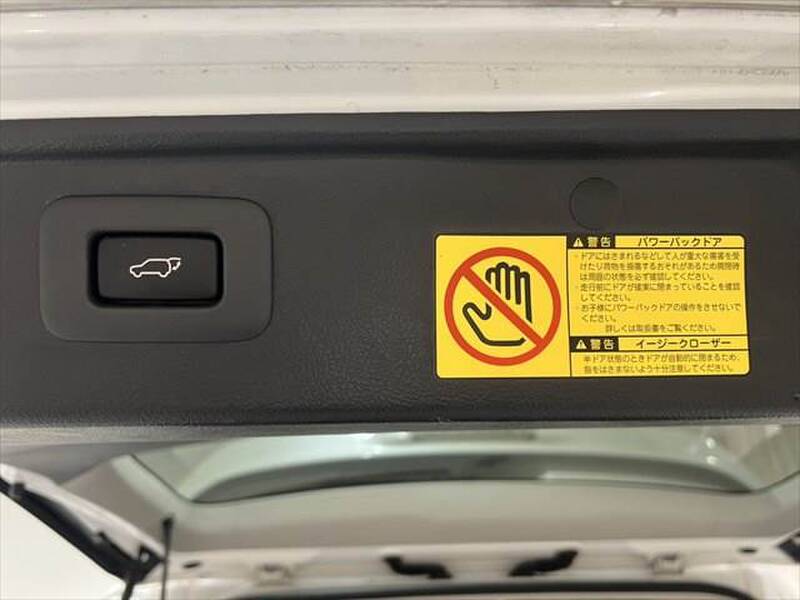 警告 パワーバックドア
・ドアにはさまれるなどして人が重大な傷害を受
けたり荷物を損傷するおそれがあるため開閉時
は周囲の状態を必ず確認してください。
・走行前にドアが確実に閉まっていることを確認
してください。
・お子様にパワーバックドアの操作をさせないで
ください。
詳しくは取扱書をご覧ください。
警告 イージークローザー
半ドア状態のときドアが自動的に閉まるため、
指をはさまないよう十分注意してください。